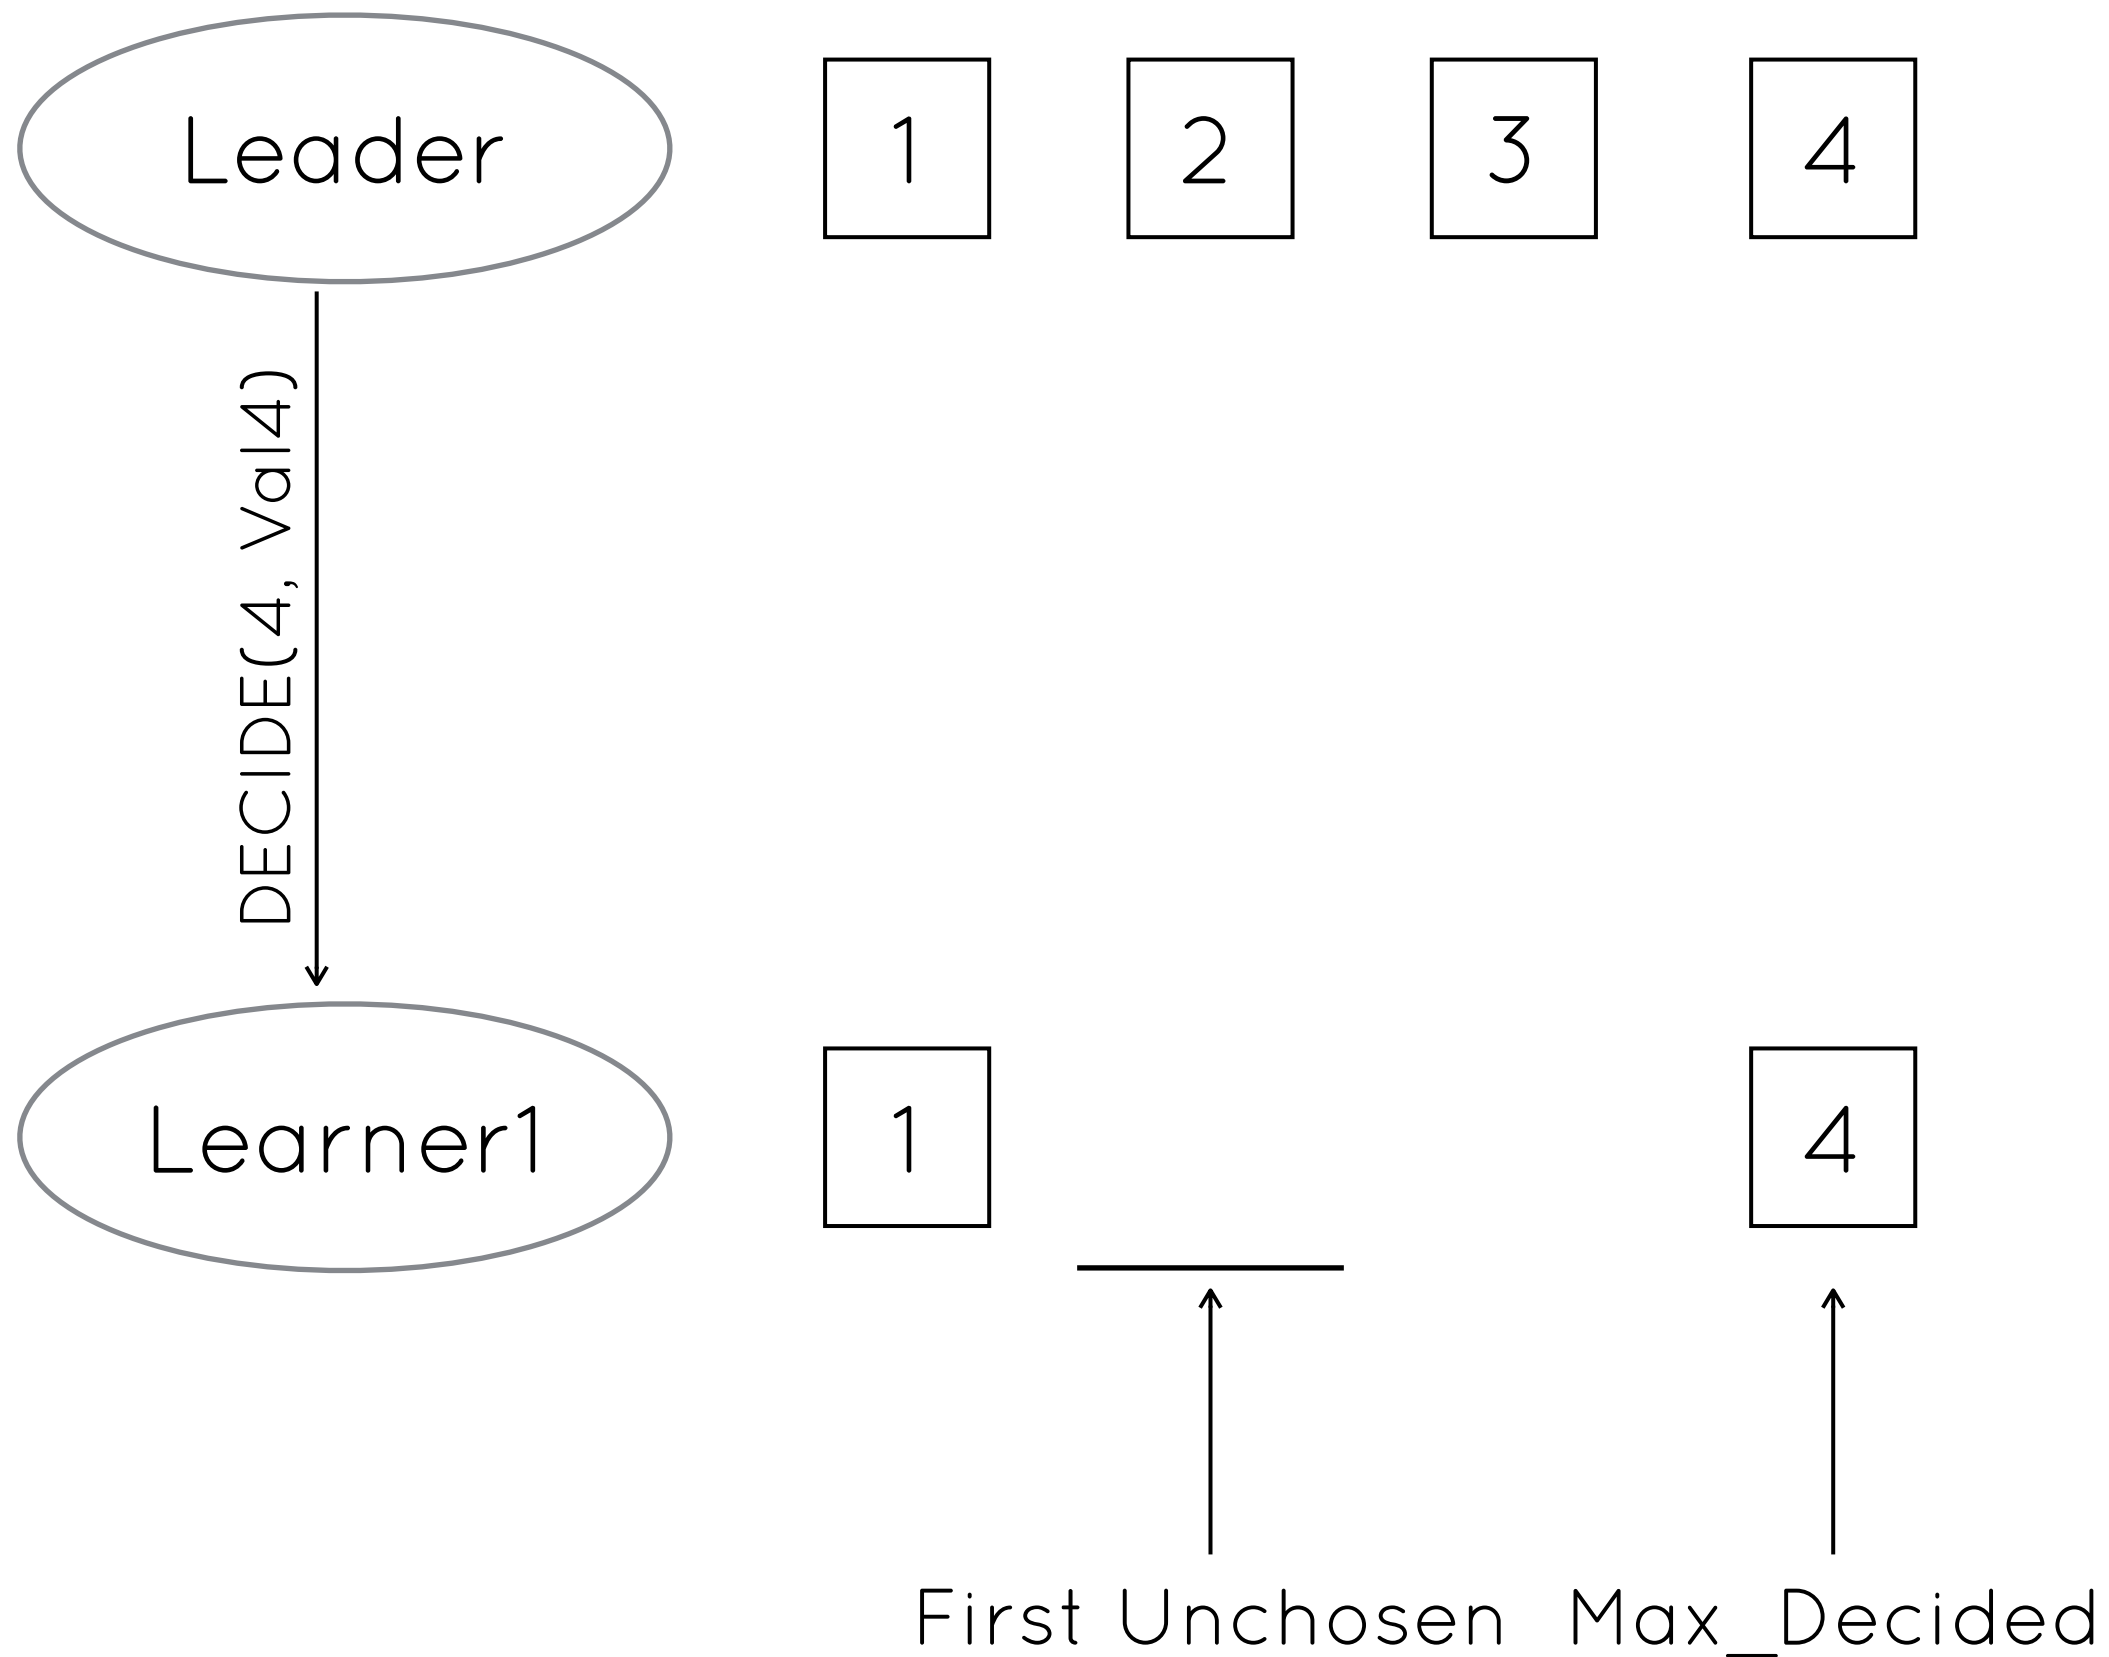 Leader
1
2
3
4
DECIDE(4, Val4)
Learner1
1
4
First Unchosen
Max_Decided